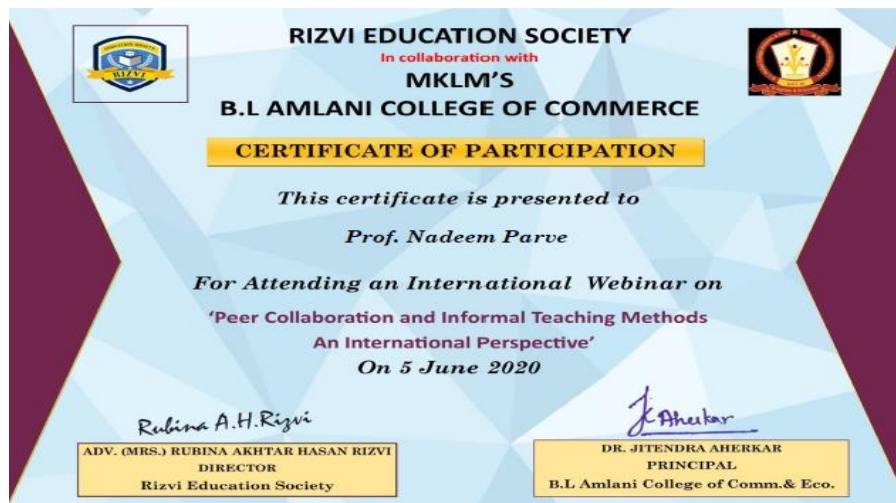 RIZVI EDUCATION SOCIETY
In collaboration with
MKLM'S
B.L AMLANI COLLEGE OF COMMERCE
RIZVI
CERTIFICATE OF PARTICIPATION
This certificate is presented to
Prof. Nadeem Parve
For Attending an International Webinar on
'Peer Collaboration and Informal Teaching Methods
An International Perspective'
On 5 June 2020
Rubina A.H.Rizvi
ADV. (MRS.) RUBINA AKHTAR HASAN RIZVI
DIRECTOR
Rizvi Education Society
JK Aherkar
DR. JITENDRA AHERKAR
PRINCIPAL
B.L Amlani College of Comm.& Eco.